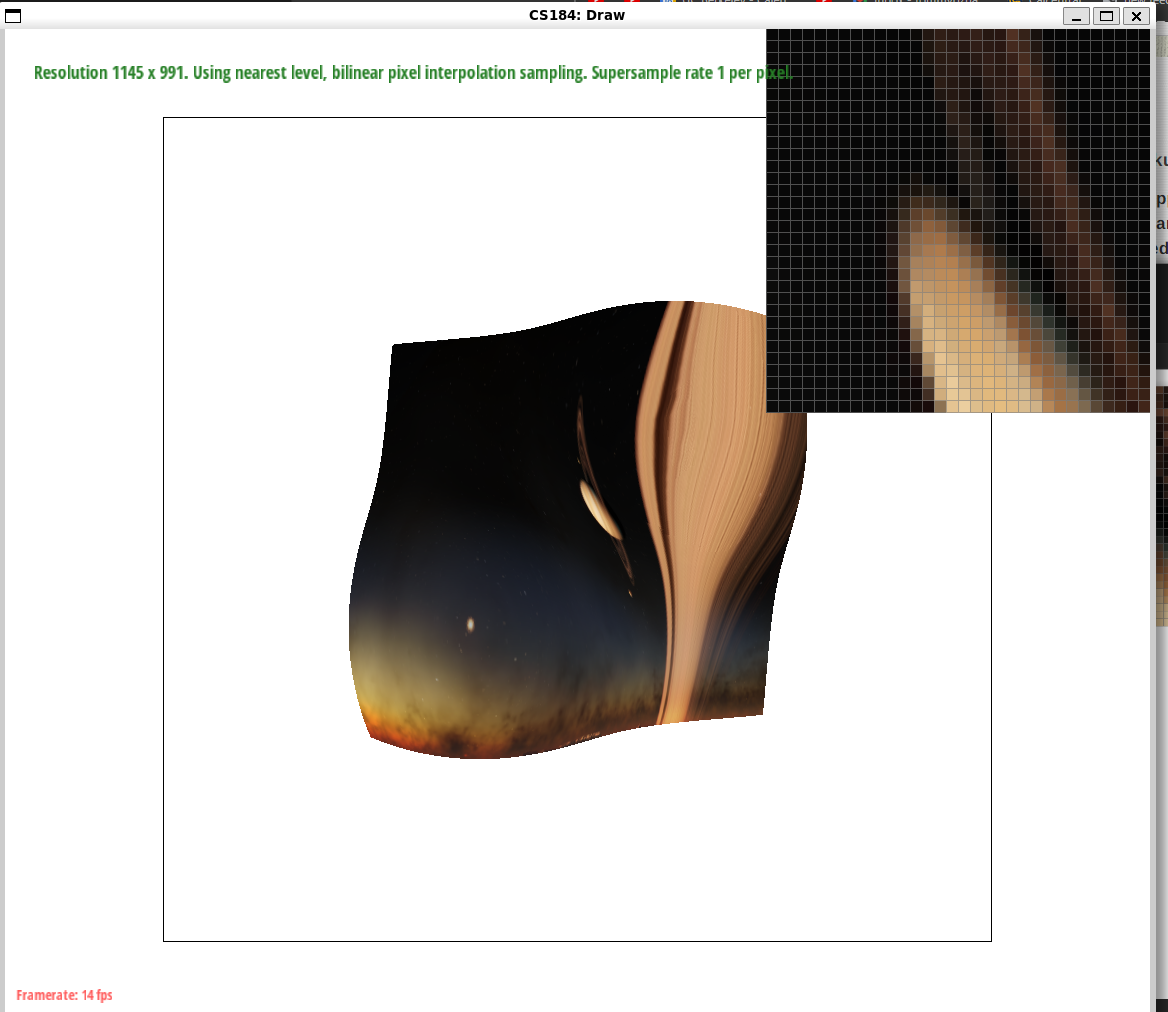 CS184: Draw
Resolution 1145 x 991. Using nearest level, bilinear pixel interpolation sampling. Supersample rate 1 per pixel.
Framerate: 14 fps